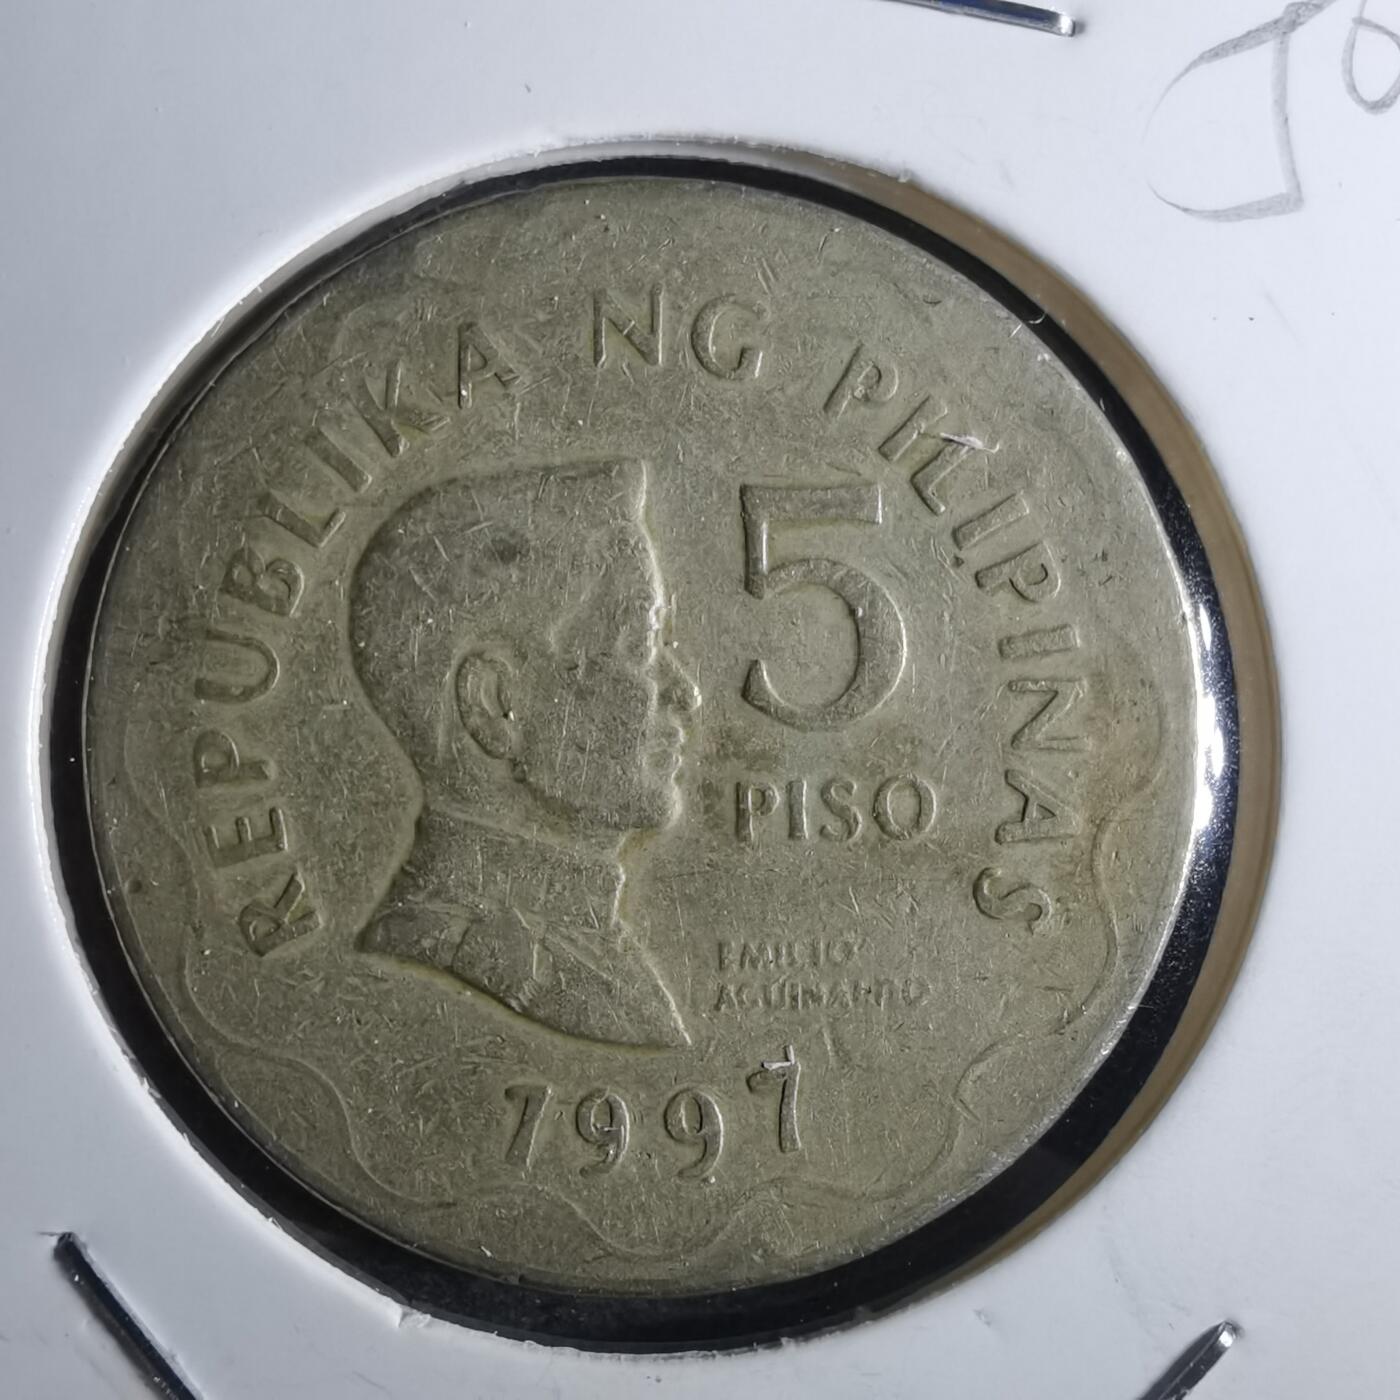 REPUBLIKA NG PILIPINAS
5
PISO
EMILIO
AGUINALDO
1997